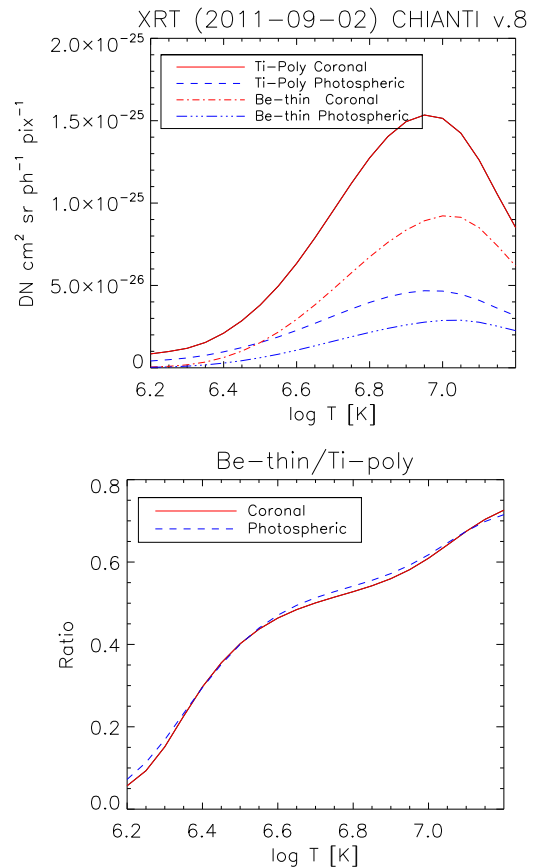 XRT (2011-09-02) CHIANTI v.8
2.0×10⁻²⁵
1.5×10⁻²⁵
1.0×10⁻²⁵
5.0×10⁻²⁶
0
DN cm² sr ph⁻¹ pix⁻¹
Ti-Poly Coronal
Ti-Poly Photospheric
Be-thin Coronal
Be-thin Photospheric
6.2 6.4 6.6 6.8 7.0
log T [K]
Be-thin/Ti-poly
0.8
0.6
0.4
0.2
0.0
Ratio
Coronal
Photospheric
6.2 6.4 6.6 6.8 7.0
log T [K]